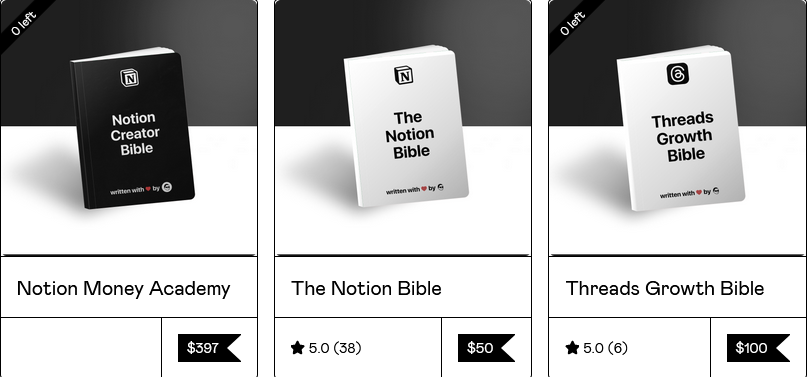 0 left
N
Notion
Creator
Bible
written with ❤ by
Notion Money Academy
$397
N
The
Notion
Bible
written with ❤ by
The Notion Bible
★ 5.0 (38)
$50
0 left
Threads
Growth
Bible
written with ❤ by
Threads Growth Bible
★ 5.0 (6)
$100